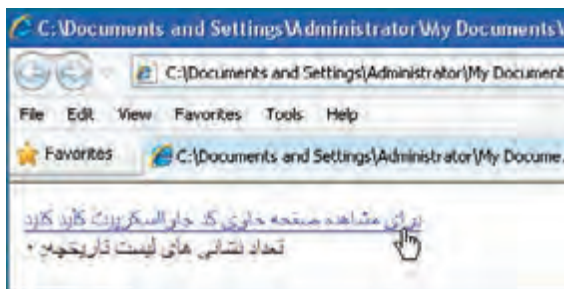 C:\Documents and Settings\Administrator\My Documents\
C:\Documents and Settings\Administrator\My Document
File Edit View Favorites Tools Help
Favorites C:\Documents and Settings\Administrator\My Docume...
برای مشاهده صفحه حاوی کد جاوااسکریپت کلیک کنید
تعداد نشانی های لیست تاریخچه: ۰